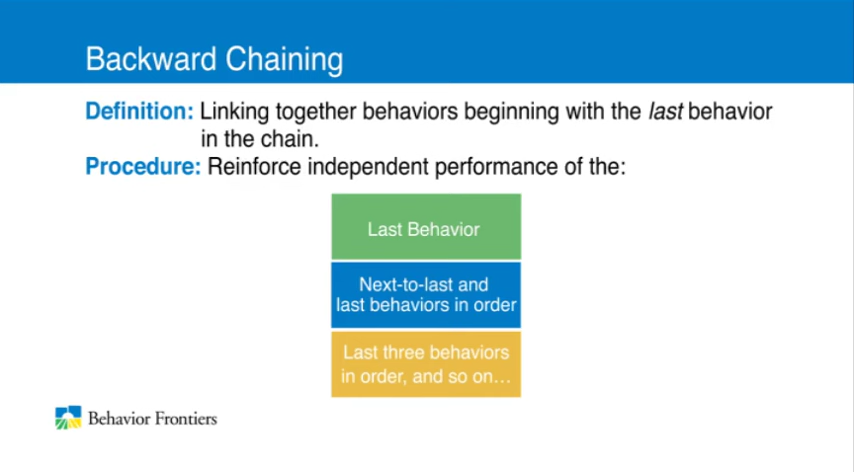 Backward Chaining
Definition: Linking together behaviors beginning with the last behavior
in the chain.
Procedure: Reinforce independent performance of the:
Last Behavior
Next-to-last and
last behaviors in order
Last three behaviors
in order, and so on...
Behavior Frontiers